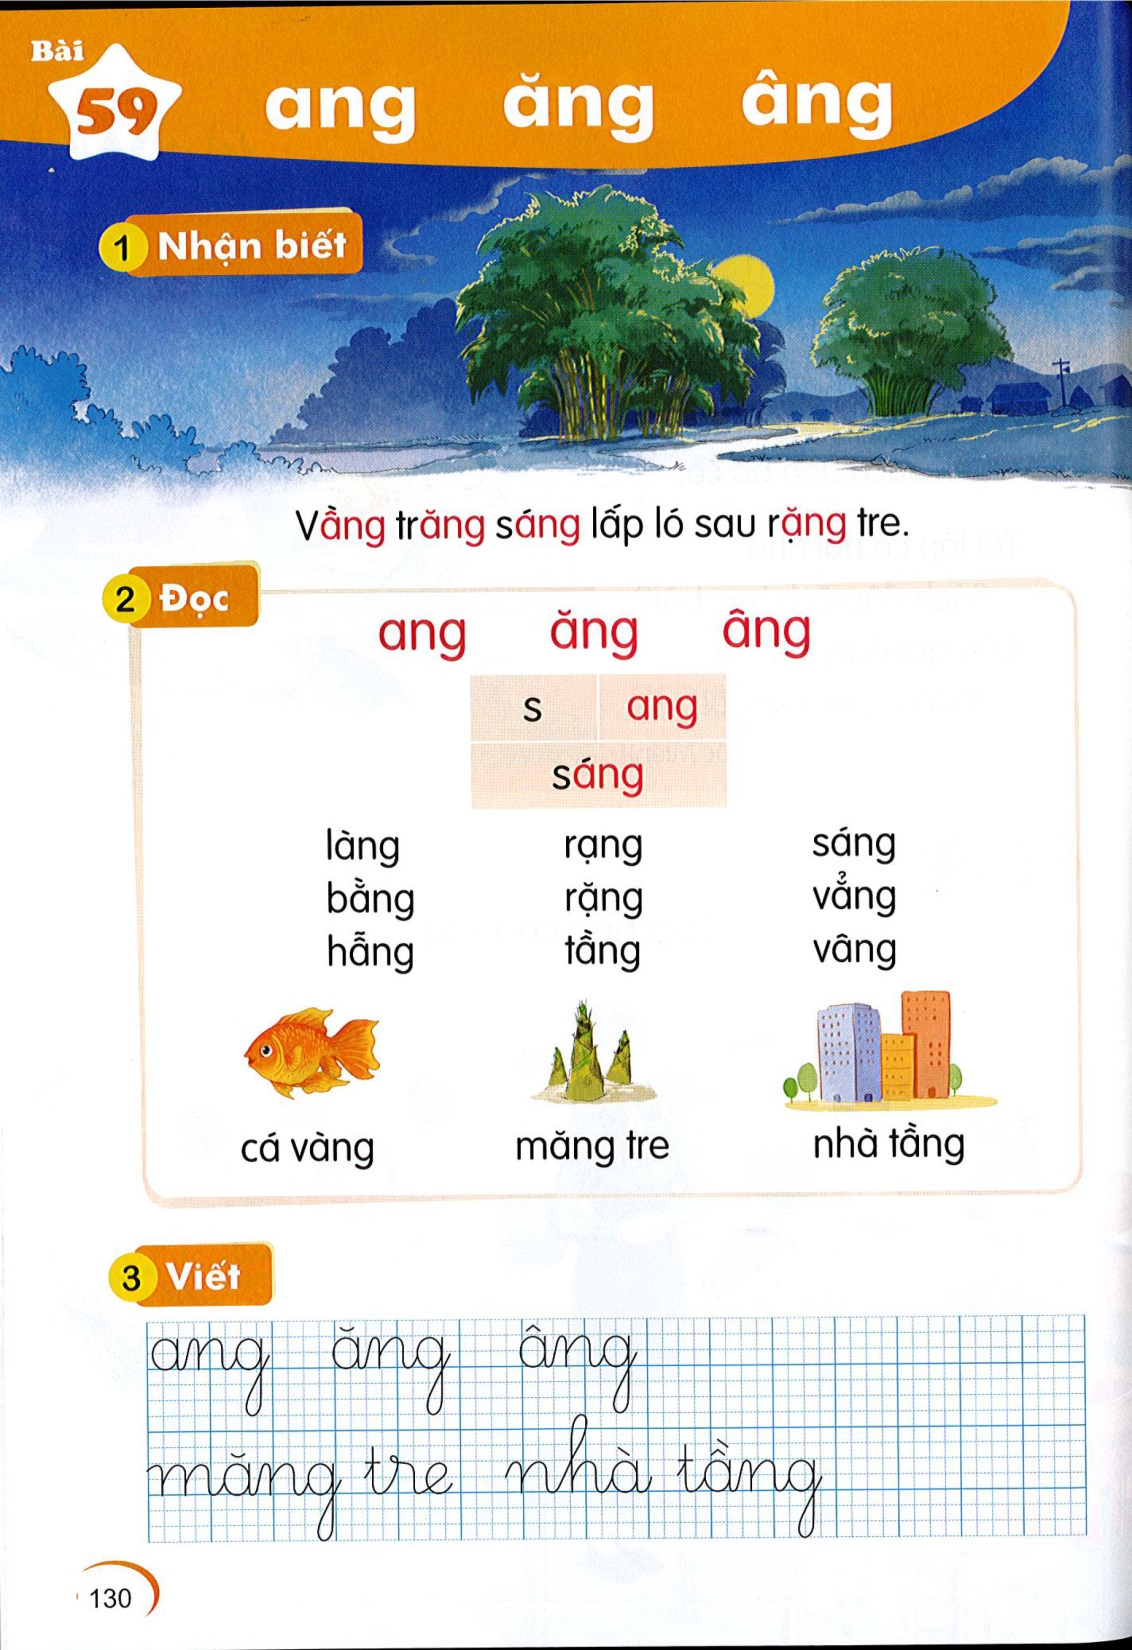 Bài
59
ang ăng âng
1 Nhận biết
Vầng trăng sáng lấp ló sau rặng tre.
2 Đọc
ang ăng âng
s ang
sáng
làng rạng sáng
bằng rặng vẳng
hẫng tầng vâng
cá vàng măng tre nhà tầng
3 Viết
ang ăng âng
măng tre nhà tầng
130